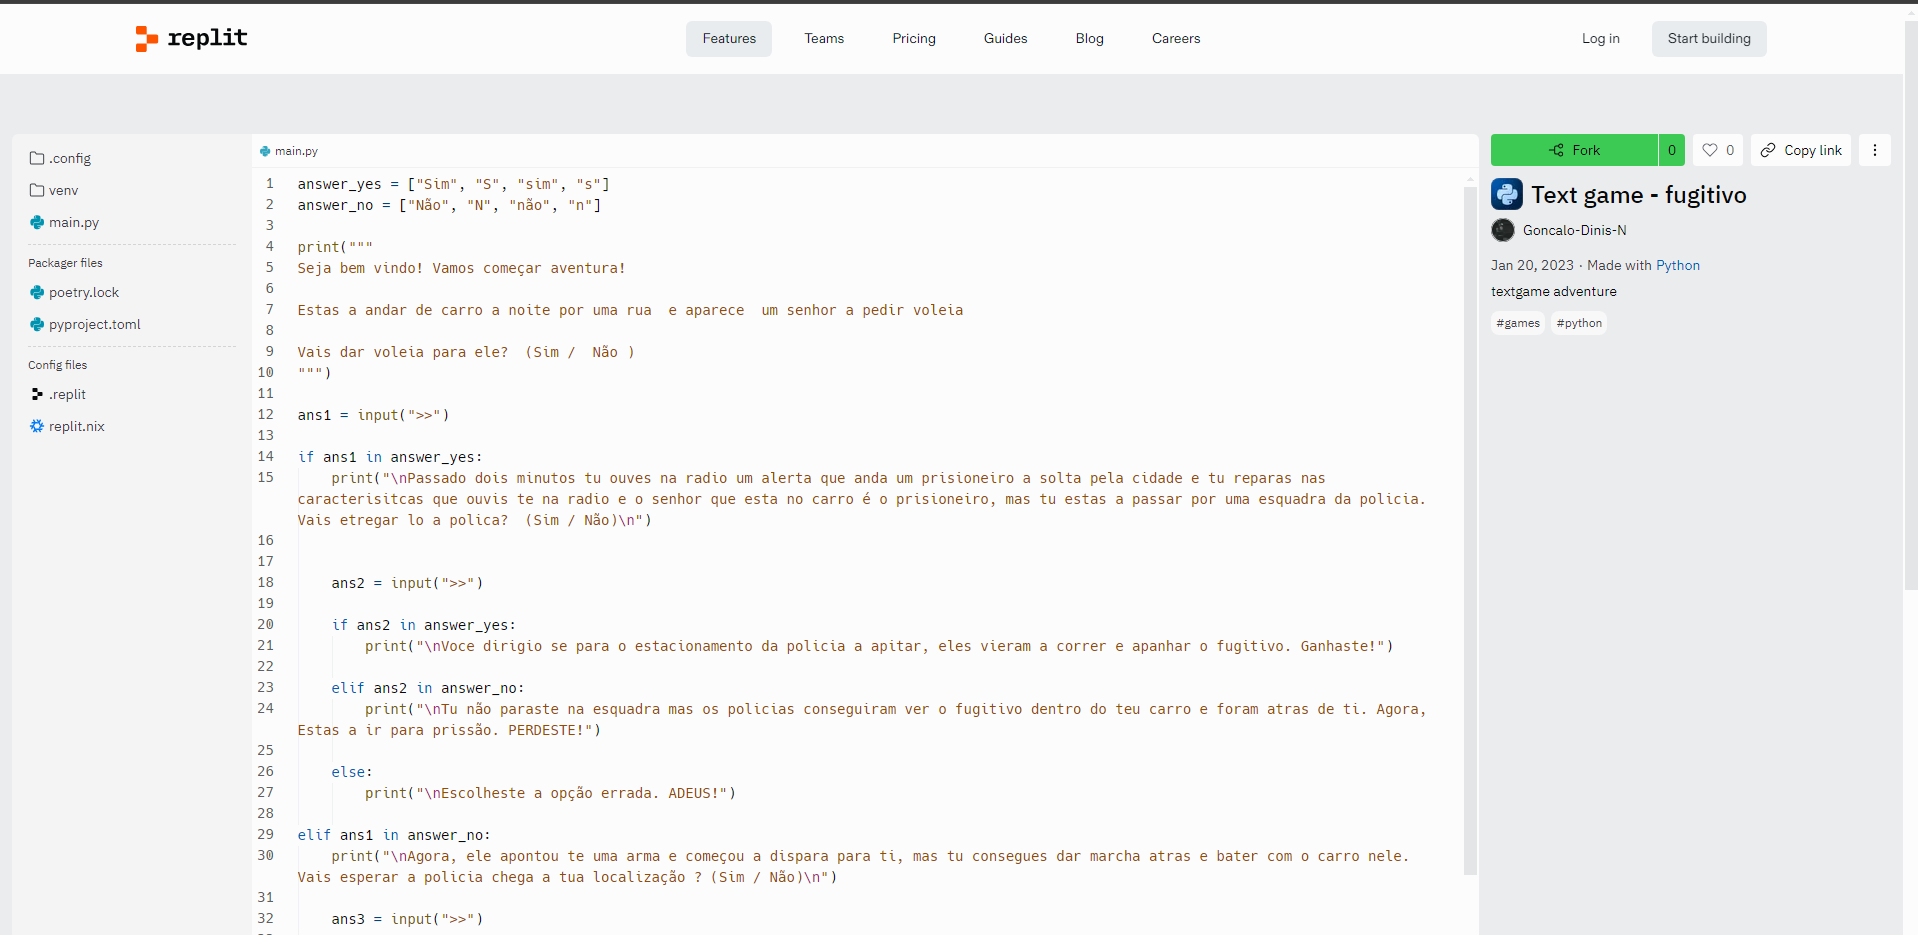 replit
Features
Teams
Pricing
Guides
Blog
Careers
Log in
Start building
.config
venv
main.py
Packager files
poetry.lock
pyproject.toml
Config files
.replit
replit.nix
main.py
1 answer_yes = ["Sim", "S", "sim", "s"]
2 answer_no = ["Não", "N", "não", "n"]
3
4 print("""
5 Seja bem vindo! Vamos começar aventura!
6
7 Estas a andar de carro a noite por uma rua  e aparece  um senhor a pedir voleia
8
9 Vais dar voleia para ele?  (Sim /  Não )
10 """)
11
12 ans1 = input(">>")
13
14 if ans1 in answer_yes:
15     print("\nPassado dois minutos tu ouves na radio um alerta que anda um prisioneiro a solta pela cidade e tu reparas nas
caracterisitcas que ouvis te na radio e o senhor que esta no carro é o prisioneiro, mas tu estas a passar por uma esquadra da policia.
Vais etregar lo a polica?  (Sim / Não)\n")
16
17
18     ans2 = input(">>")
19
20     if ans2 in answer_yes:
21         print("\nVoce dirigio se para o estacionamento da policia a apitar, eles vieram a correr e apanhar o fugitivo. Ganhaste!")
22
23     elif ans2 in answer_no:
24         print("\nTu não paraste na esquadra mas os policias conseguiram ver o fugitivo dentro do teu carro e foram atras de ti. Agora,
Estas a ir para prissão. PERDESTE!")
25
26     else:
27         print("\nEscolheste a opção errada. ADEUS!")
28
29 elif ans1 in answer_no:
30     print("\nAgora, ele apontou te uma arma e começou a dispara para ti, mas tu consegues dar marcha atras e bater com o carro nele.
Vais esperar a policia chega a tua localização ? (Sim / Não)\n")
31
32     ans3 = input(">>")
Fork
0
0
Copy link
Text game - fugitivo
Goncalo-Dinis-N
Jan 20, 2023 · Made with Python
textgame adventure
#games
#python